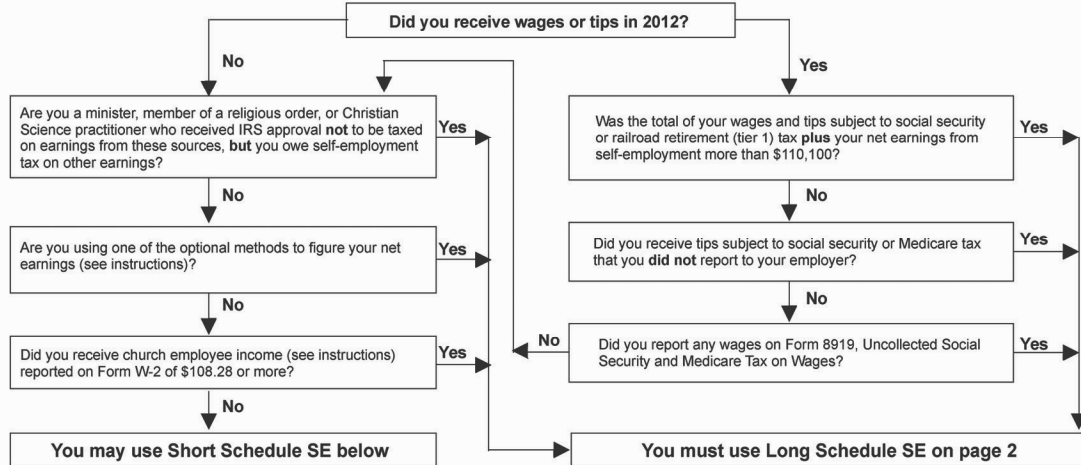 Did you receive wages or tips in 2012?
No
Yes
Are you a minister, member of a religious order, or Christian
Science practitioner who received IRS approval not to be taxed
on earnings from these sources, but you owe self-employment
tax on other earnings?
Yes
Was the total of your wages and tips subject to social security
or railroad retirement (tier 1) tax plus your net earnings from
self-employment more than $110,100?
Yes
No
No
Are you using one of the optional methods to figure your net
earnings (see instructions)?
Yes
Did you receive tips subject to social security or Medicare tax
that you did not report to your employer?
Yes
No
No
Did you receive church employee income (see instructions)
reported on Form W-2 of $108.28 or more?
Yes
No
Did you report any wages on Form 8919, Uncollected Social
Security and Medicare Tax on Wages?
Yes
No
You may use Short Schedule SE below
You must use Long Schedule SE on page 2